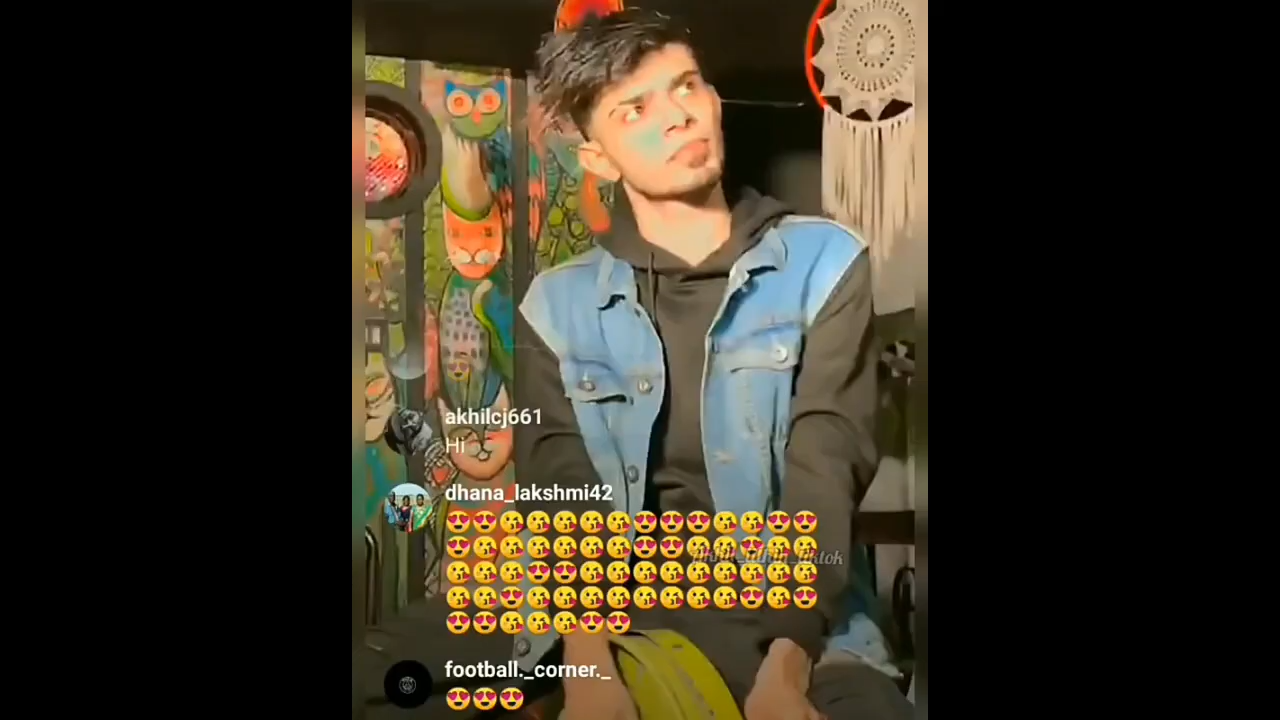 akhilcj661
Hi
dhana_lakshmi42
😍😍😘😘😘😘😘😍😍😍😘😘😍😍
😍😘😘😘😘😘😘😍😍😘😘😍😘😘
😘😘😘😍😍😘😘😘😘😘😘😘😘😘
😘😘😍😘😘😘😘😘😘😘😘😍😘😍
😍😍😘😘😘😍😍
football._corner._
😍😍😍